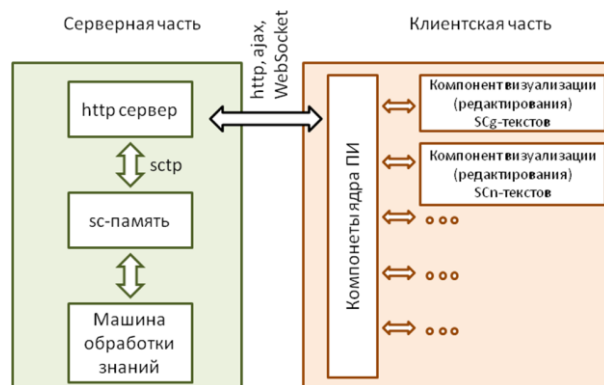 Серверная часть
http, ajax,
WebSocket
Клиентская часть
http сервер
sctp
sc-память
Машина
обработки
знаний
Компонеты ядра ПИ
Компонент визуализации
(редактирования)
SCg-текстов
Компонент визуализации
(редактирования)
SCn-текстов